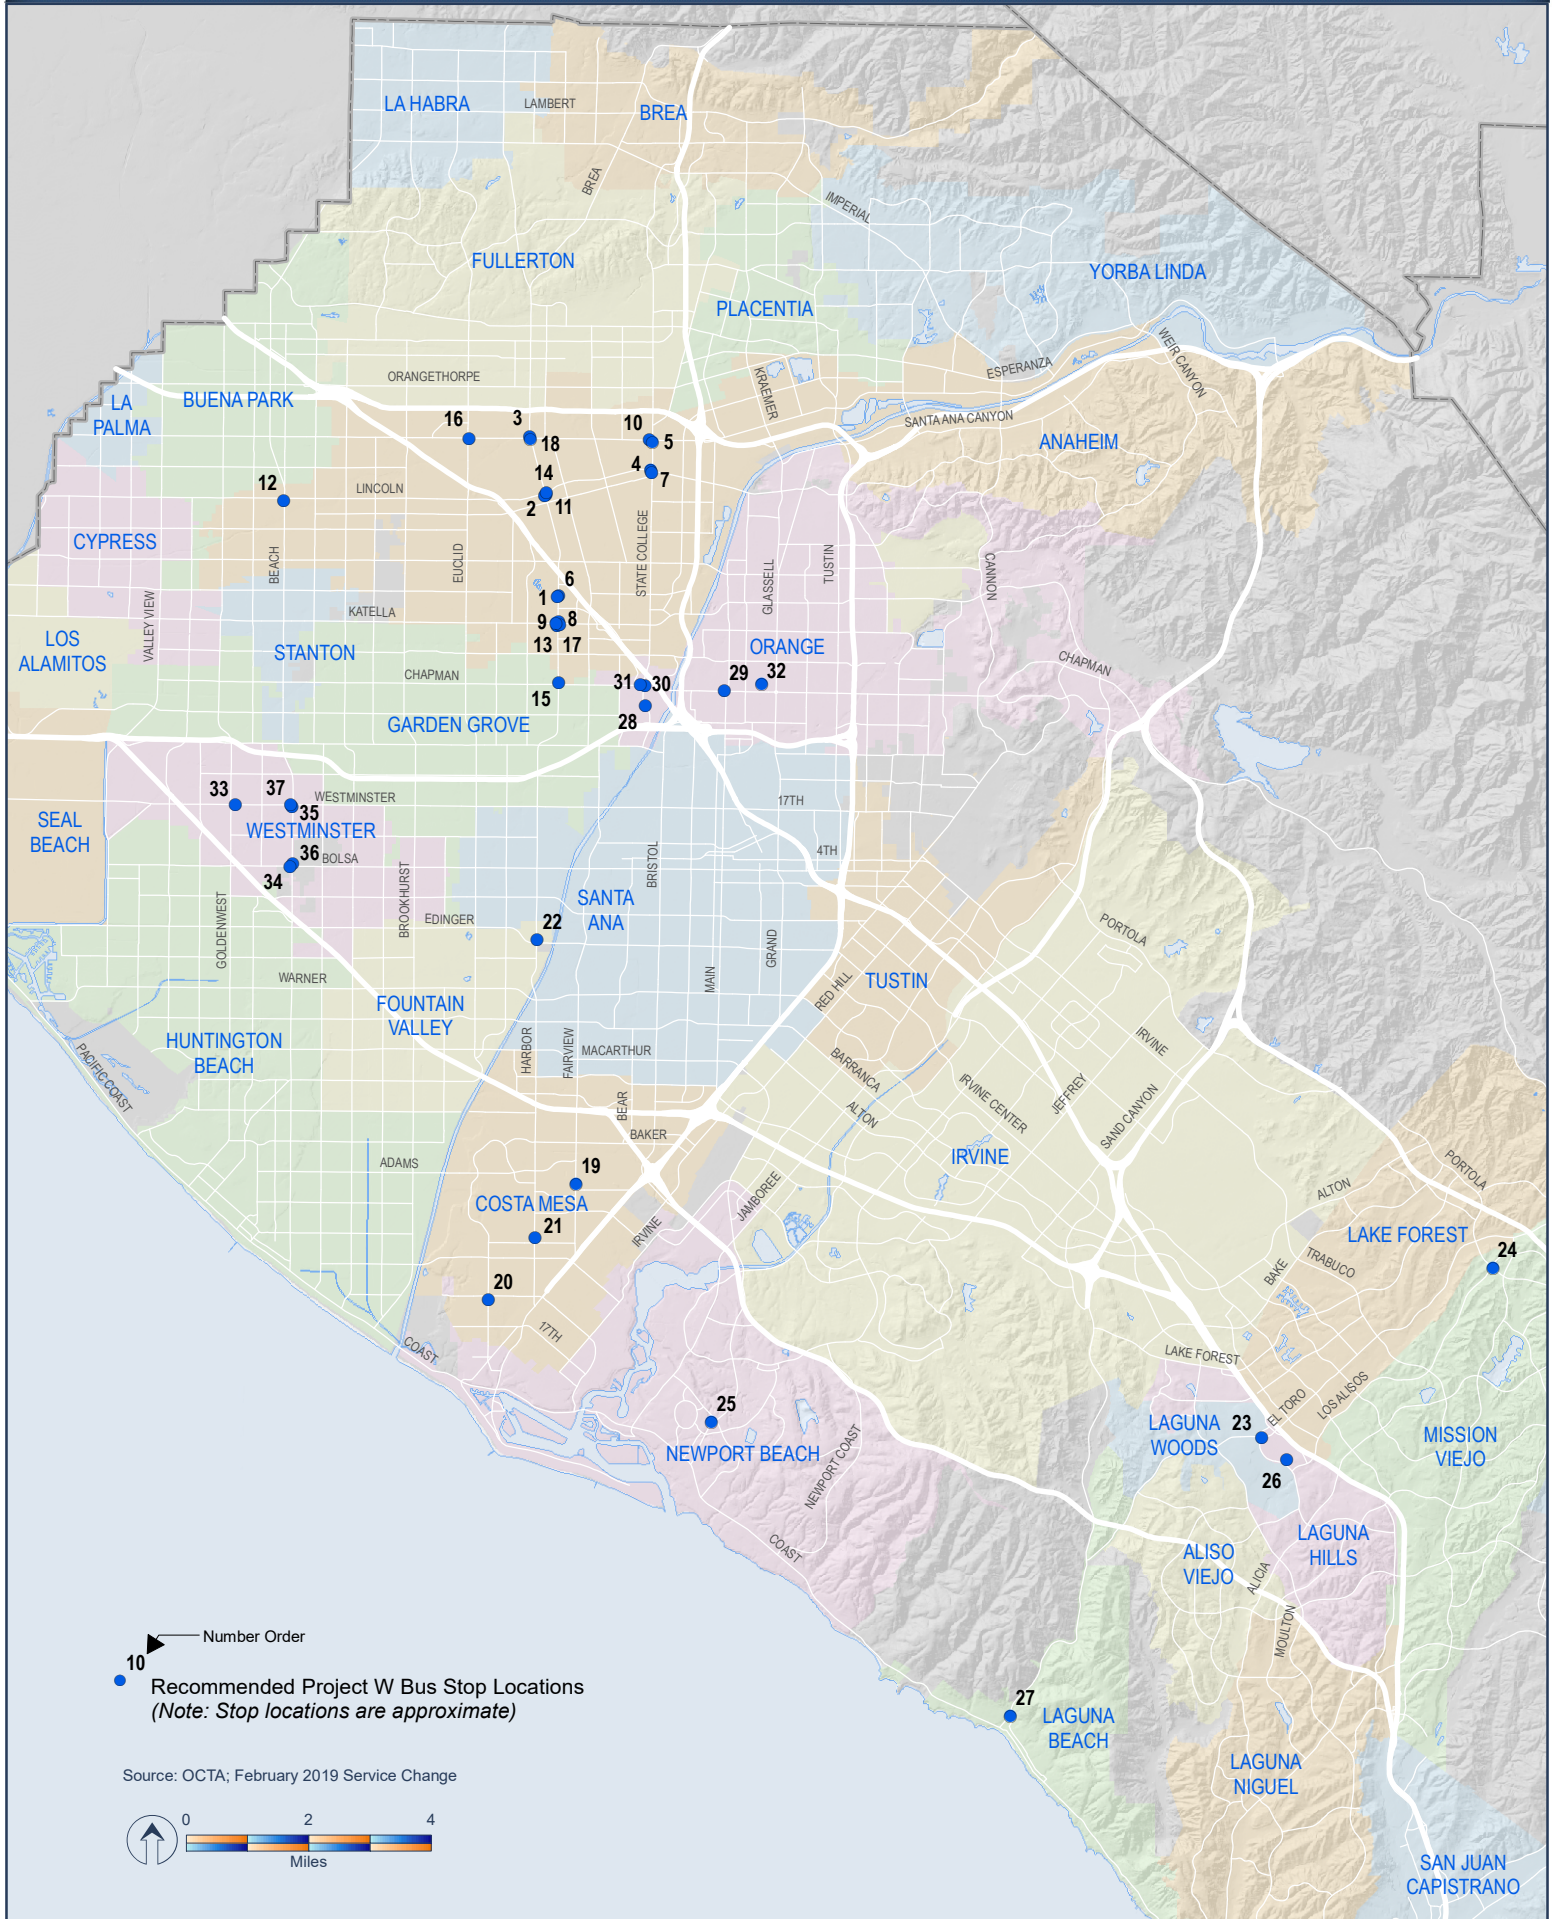 LA HABRA
LAMBERT
BREA
BREA
IMPERIAL
FULLERTON
YORBA LINDA
PLACENTIA
WEIR CANYON
ESPERANZA
KRAEMER
ORANGETHORPE
LA
PALMA
BUENA PARK
SANTA ANA CANYON
ANAHEIM
16
3
18
10
5
4
7
14
2
11
12
LINCOLN
CYPRESS
BEACH
EUCLID
STATE COLLEGE
GLASSELL
TUSTIN
CANNON
6
1
KATELLA
9
8
13
17
VALLEY VIEW
LOS
ALAMITOS
STANTON
ORANGE
CHAPMAN
CHAPMAN
15
31
30
29
32
28
GARDEN GROVE
33
37
35
WESTMINSTER
WESTMINSTER
17TH
SEAL
BEACH
36
BOLSA
34
4TH
BRISTOL
BROOKHURST
GOLDENWEST
SANTA
ANA
EDINGER
22
GRAND
MAIN
PORTOLA
WARNER
RED HILL
TUSTIN
FOUNTAIN
VALLEY
HUNTINGTON
BEACH
HARBOR
FAIRVIEW
MACARTHUR
PACIFIC COAST
BARRANCA
IRVINE
IRVINE CENTER
JEFFREY
SAND CANYON
ALTON
BEAR
BAKER
ADAMS
IRVINE
19
COSTA MESA
JAMBOREE
PORTOLA
ALTON
21
IRVINE
LAKE FOREST
24
TRABUCO
BAKE
20
17TH
COAST
LAKE FOREST
LOS ALISOS
EL TORO
25
NEWPORT BEACH
NEWPORT COAST
LAGUNA
WOODS
23
MISSION
VIEJO
26
COAST
LAGUNA
HILLS
ALISO
VIEJO
ALICIA
MOULTON
Number Order
10
Recommended Project W Bus Stop Locations
(Note: Stop locations are approximate)
27
LAGUNA
BEACH
LAGUNA
NIGUEL
Source: OCTA; February 2019 Service Change
0
2
4
Miles
SAN JUAN
CAPISTRANO